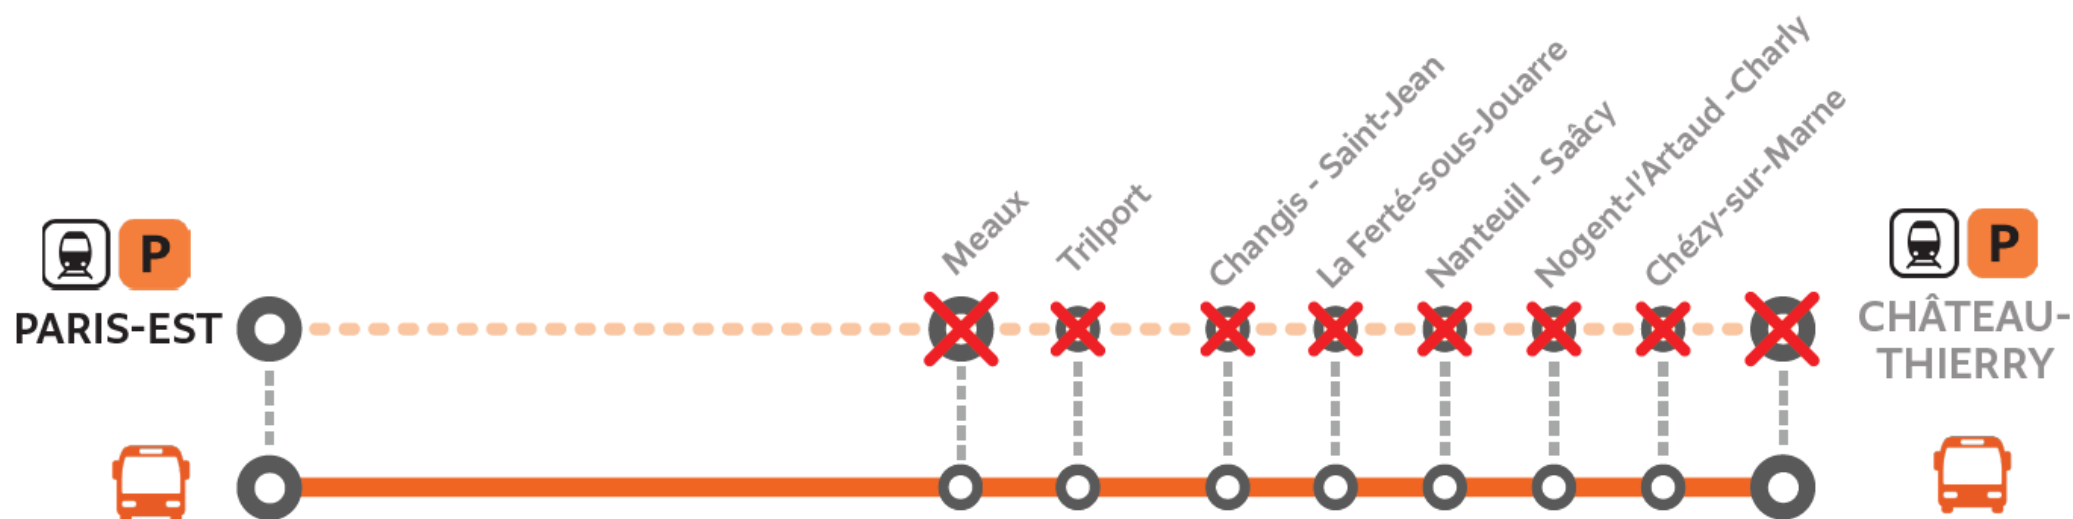 Meaux
Trilport
Changis - Saint-Jean
La Ferté-sous-Jouarre
Nanteuil - Saâcy
Nogent-l'Artaud -Charly
Chézy-sur-Marne
P
PARIS-EST
P
CHÂTEAU-
THIERRY